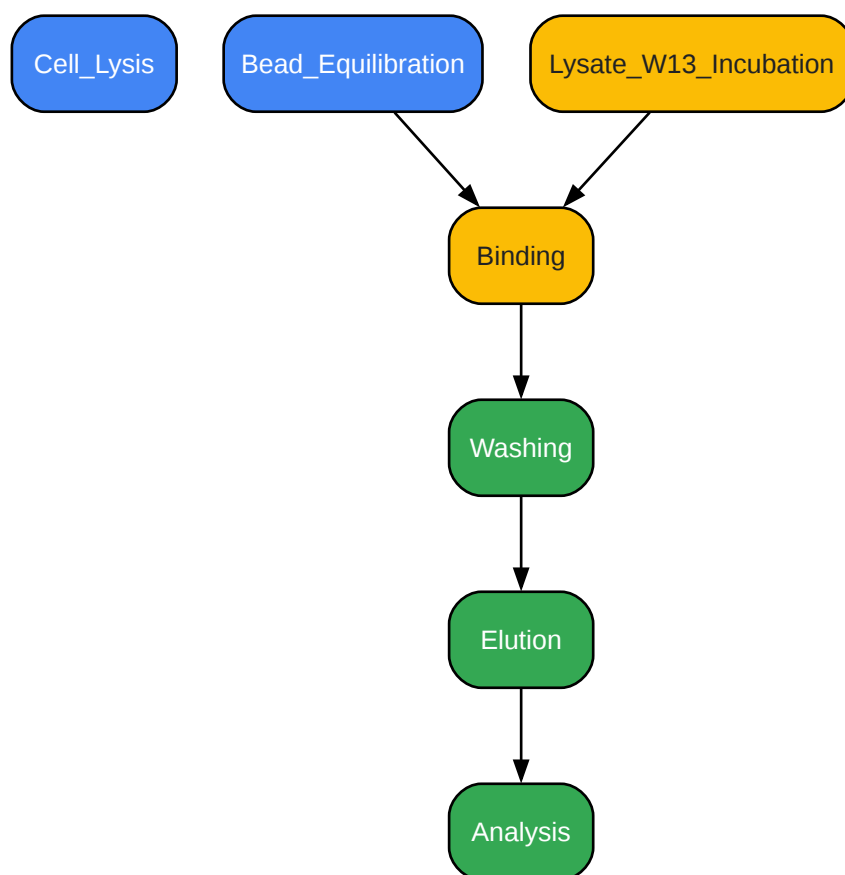 Cell_Lysis
Bead_Equilibration
Lysate_W13_Incubation
Binding
Washing
Elution
Analysis